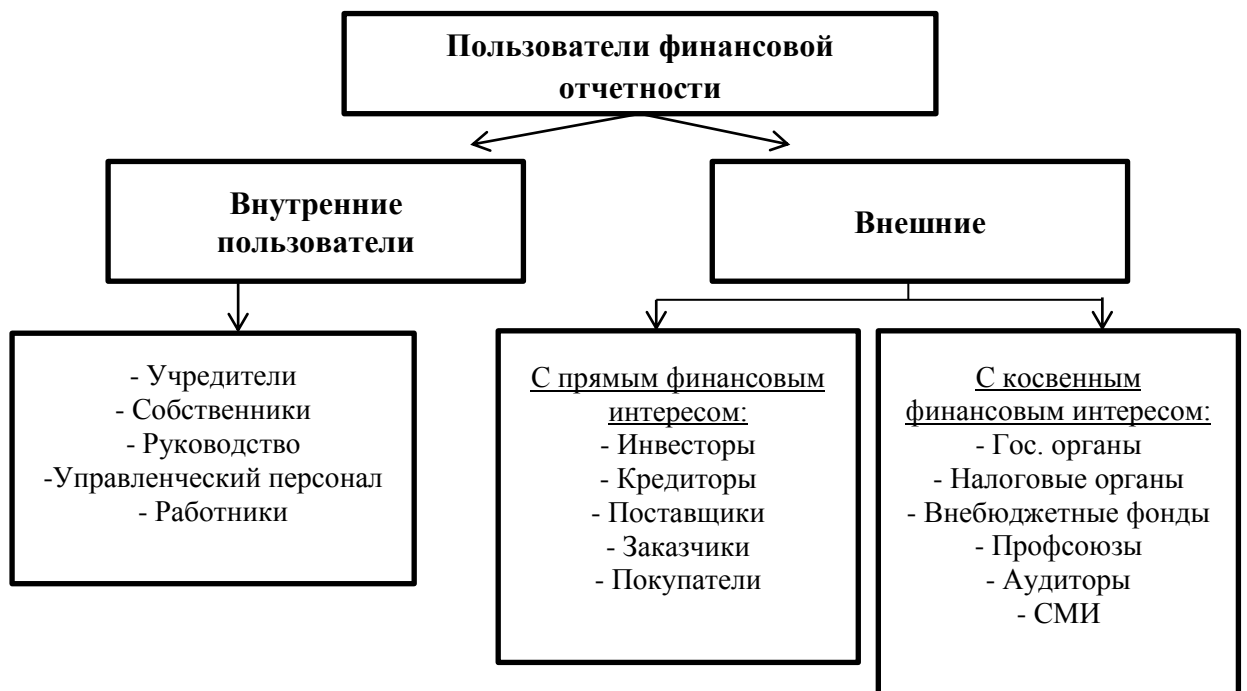 Пользователи финансовой
отчетности
Внутренние
пользователи
Внешние
- Учредители
- Собственники
- Руководство
-Управленческий персонал
- Работники
С прямым финансовым
интересом:
- Инвесторы
- Кредиторы
- Поставщики
- Заказчики
- Покупатели
С косвенным
финансовым интересом:
- Гос. органы
- Налоговые органы
- Внебюджетные фонды
- Профсоюзы
- Аудиторы
- СМИ